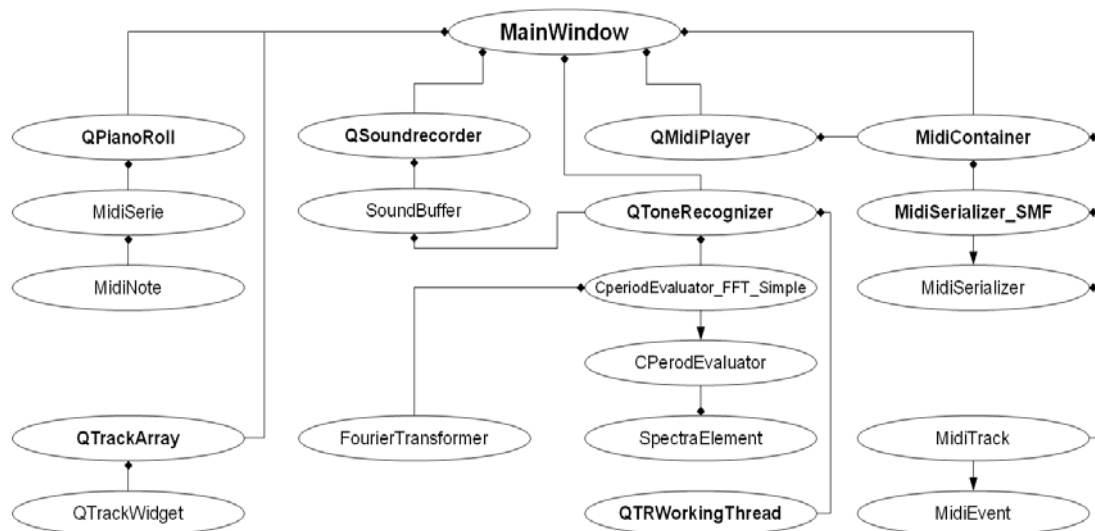 MainWindow
QPianoRoll
QSoundrecorder
QMidiPlayer
MidiContainer
MidiSerie
SoundBuffer
QToneRecognizer
MidiSerializer_SMF
MidiNote
CperiodEvaluator_FFT_Simple
MidiSerializer
CPerodEvaluator
QTrackArray
FourierTransformer
SpectraElement
MidiTrack
QTrackWidget
QTRWorkingThread
MidiEvent